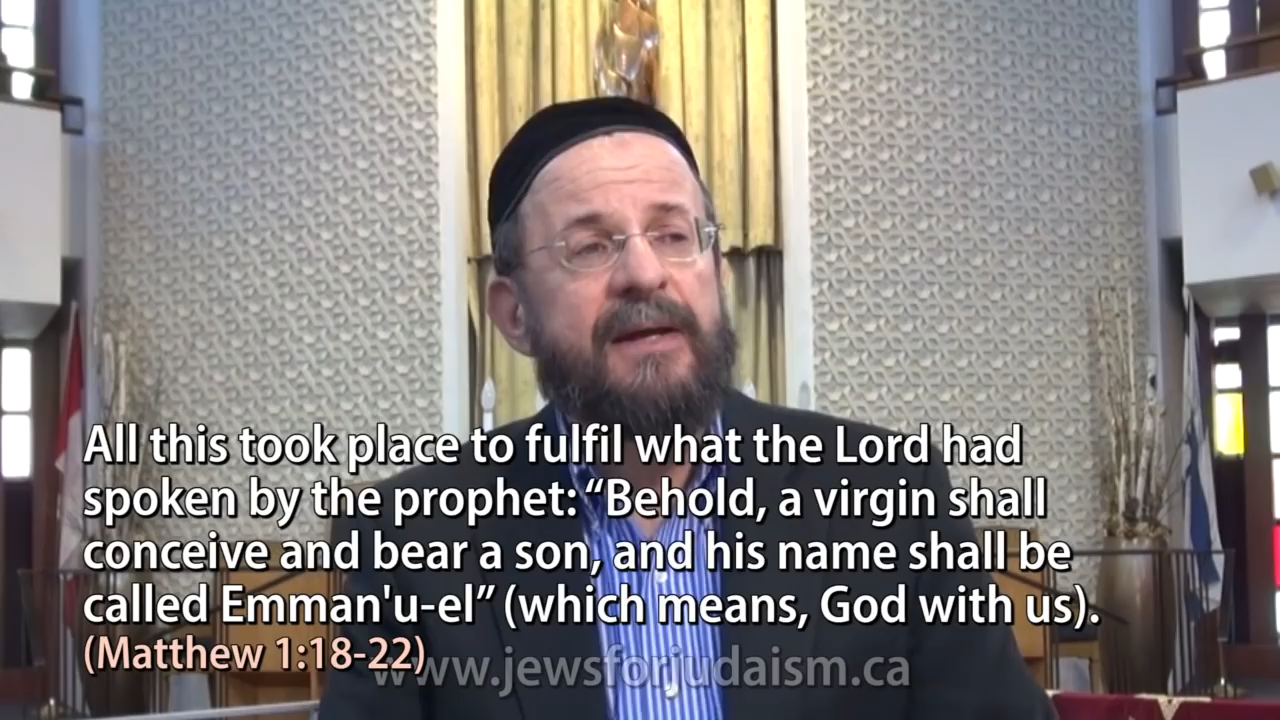 All this took place to fulfil what the Lord had
spoken by the prophet: “Behold, a virgin shall
conceive and bear a son, and his name shall be
called Emman'u-el” (which means, God with us).
(Matthew 1:18-22)
www.jewsforjudaism.ca